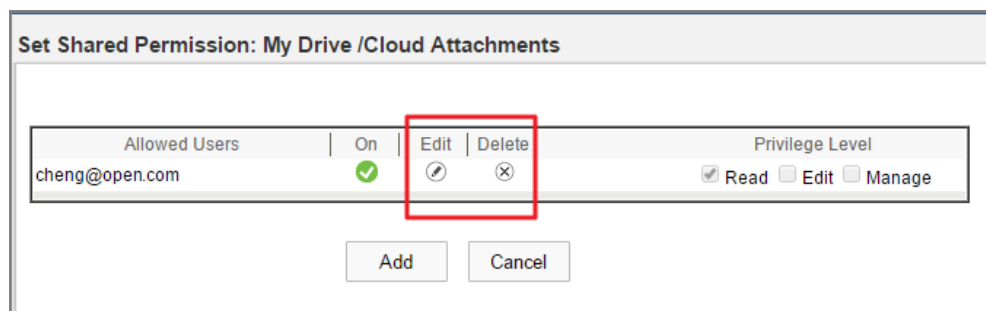 Set Shared Permission: My Drive /Cloud Attachments
Allowed Users On Edit Delete Privilege Level
cheng@open.com Read Edit Manage
Add Cancel